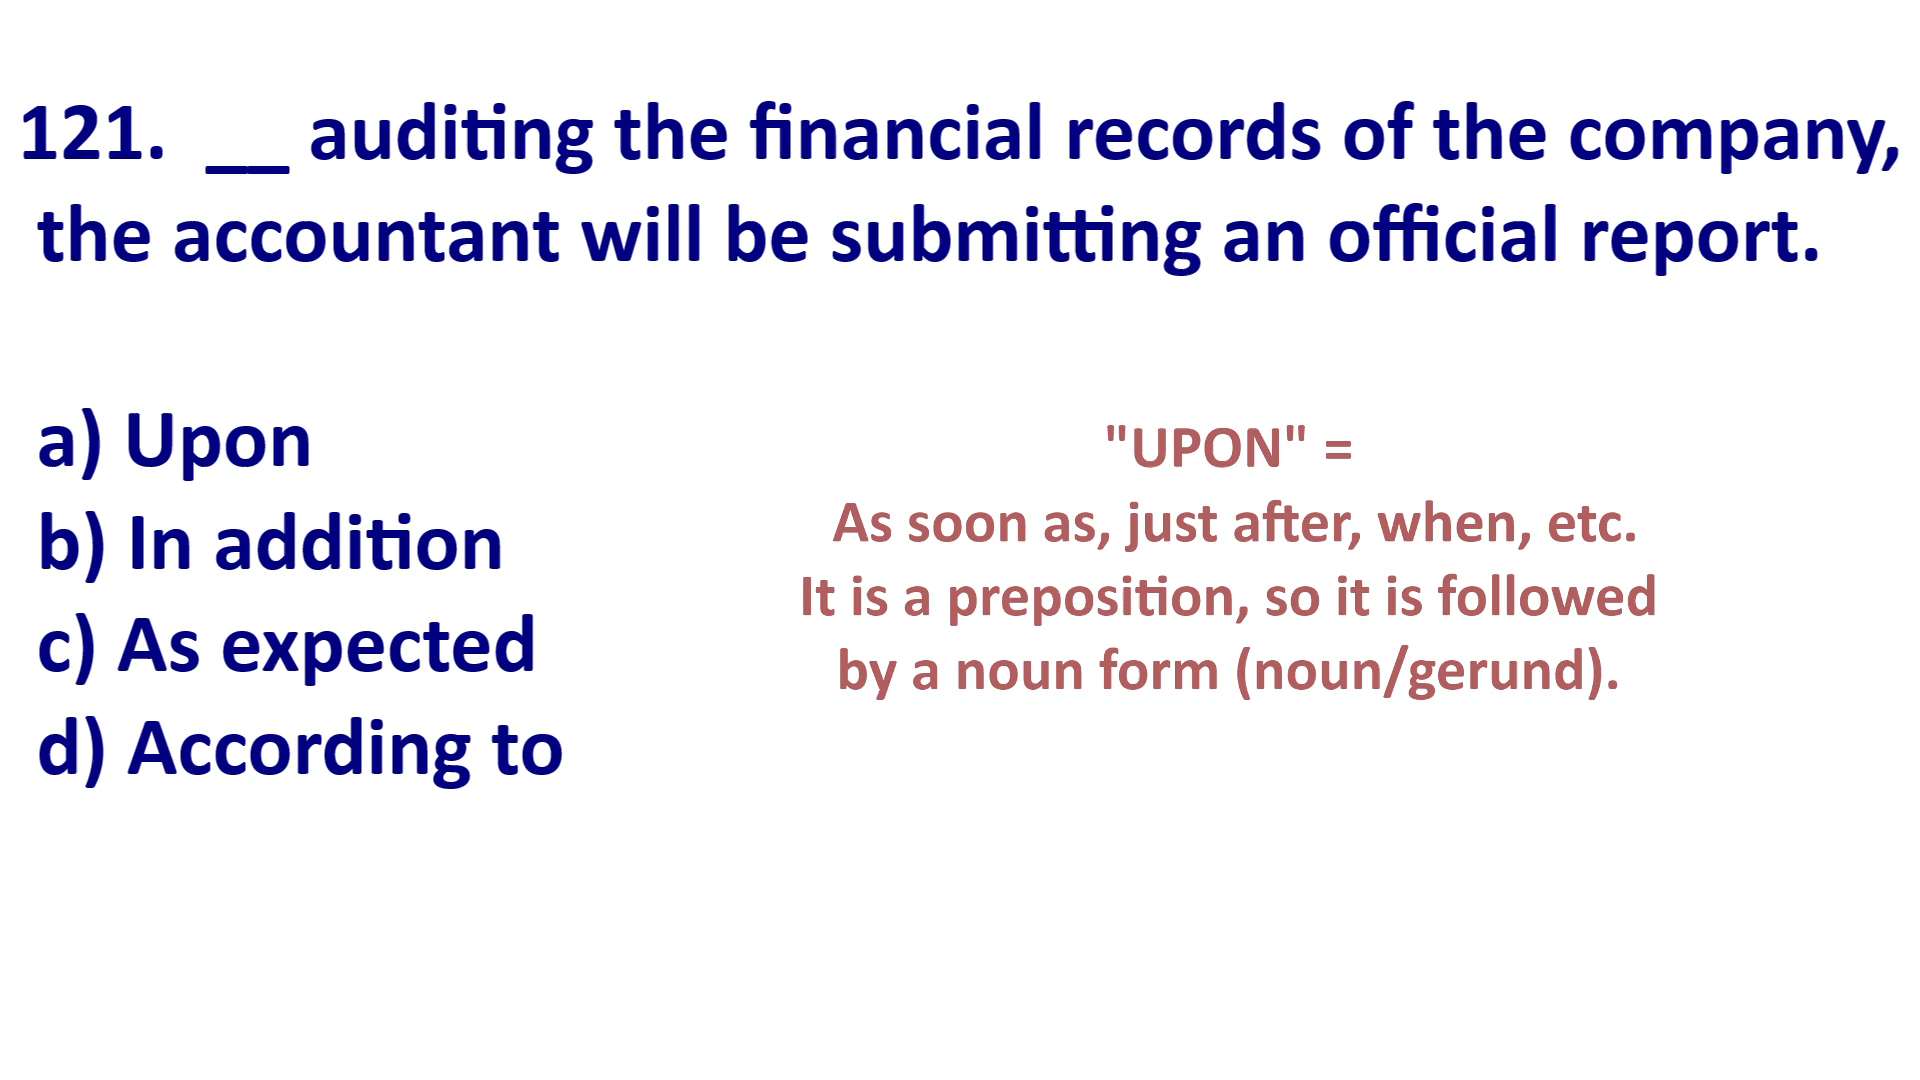 121. __ auditing the financial records of the company,
the accountant will be submitting an official report.
a) Upon
b) In addition
c) As expected
d) According to
"UPON" =
As soon as, just after, when, etc.
It is a preposition, so it is followed
by a noun form (noun/gerund).